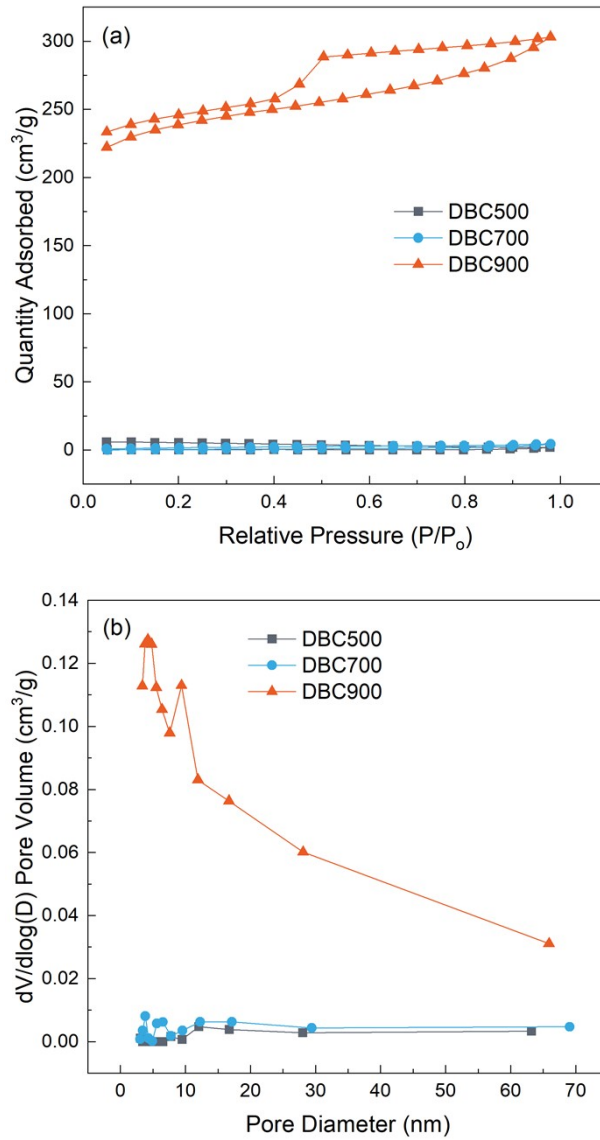 (a)
300
250
200
150
100
50
0
Quantity Adsorbed (cm³/g)
DBC500
DBC700
DBC900
0.0 0.2 0.4 0.6 0.8 1.0
Relative Pressure (P/Pₒ)
(b)
0.14
0.12
0.10
0.08
0.06
0.04
0.02
0.00
dV/dlog(D) Pore Volume (cm³/g)
DBC500
DBC700
DBC900
0 10 20 30 40 50 60 70
Pore Diameter (nm)